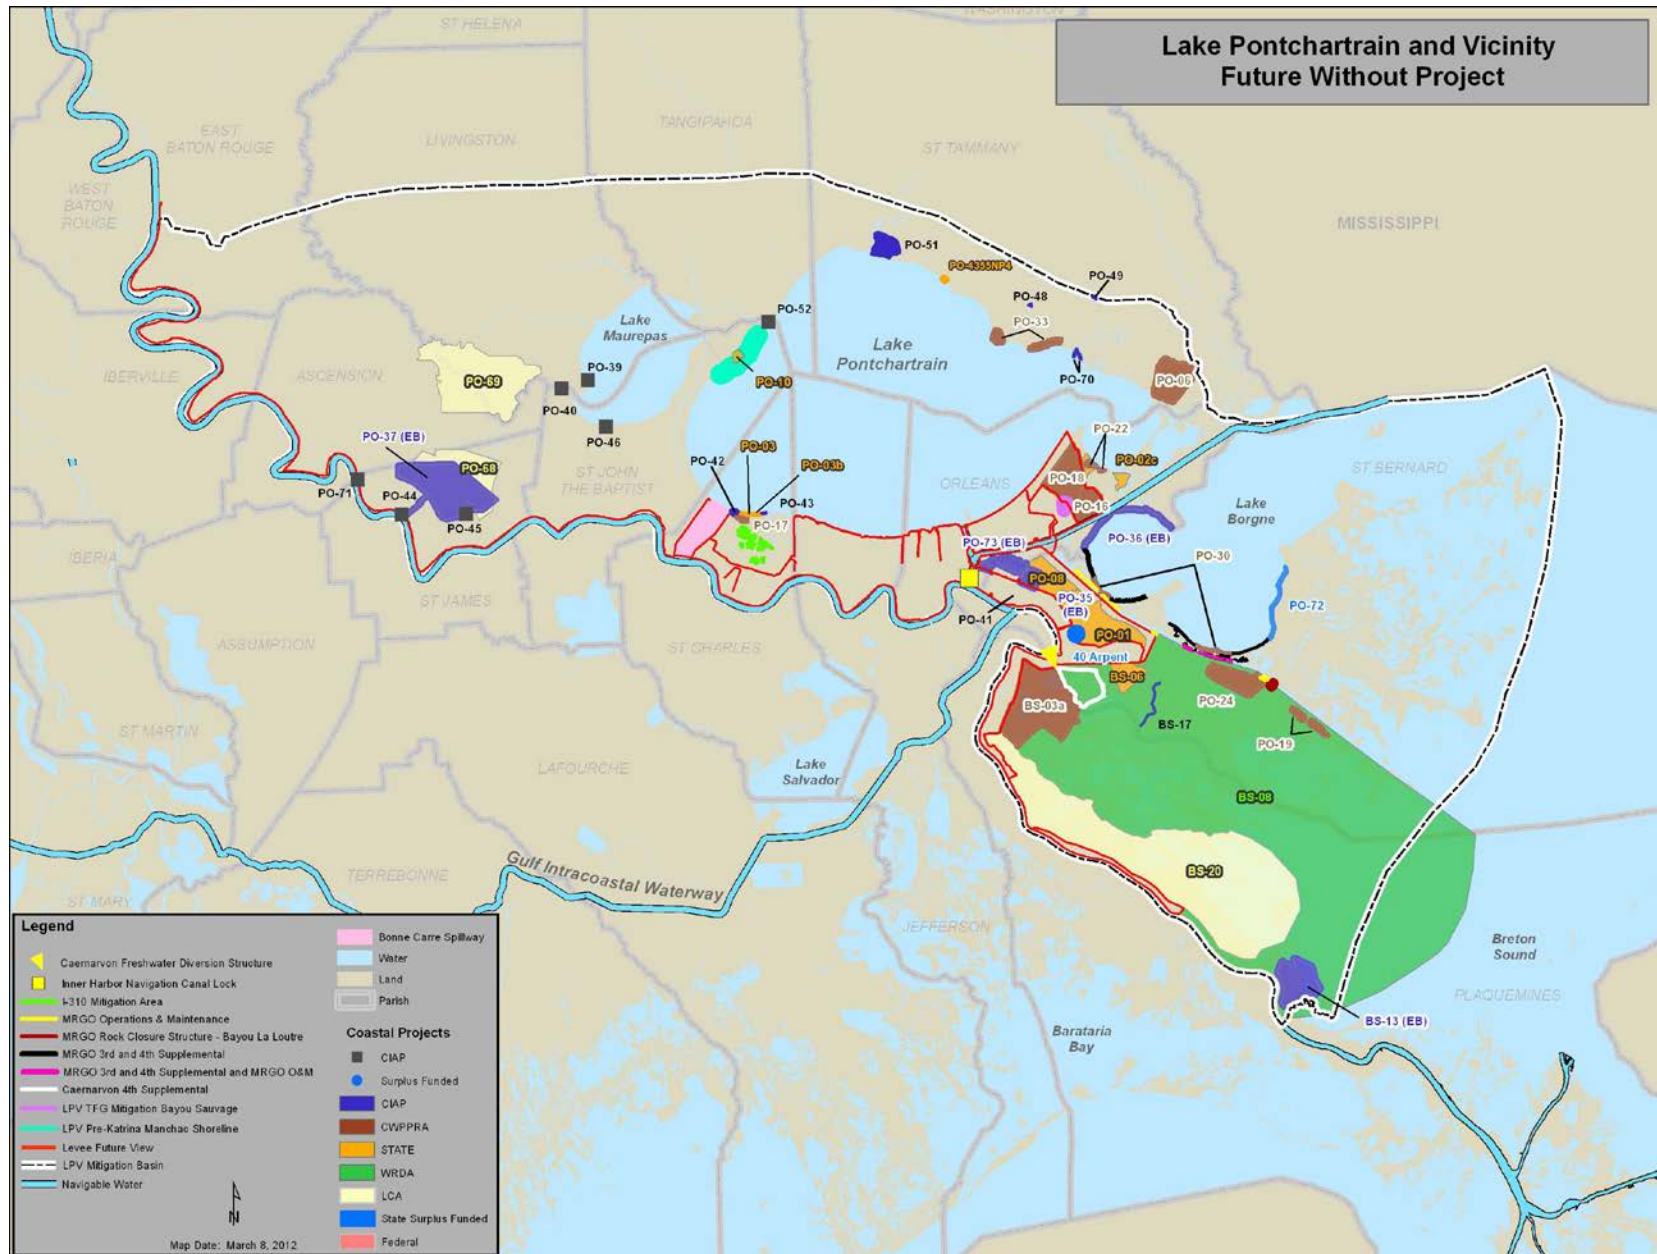 WASHINGTON
ST HELENA
Lake Pontchartrain and Vicinity
Future Without Project
EAST
BATON ROUGE
LIVINGSTON
TANGIPAHOA
ST TAMMANY
WEST
BATON
ROUGE
MISSISSIPPI
PO-51
PO-4355NP4
PO-49
PO-48
PO-52
Lake
Maurepas
PO-33
Lake
Pontchartrain
IBERVILLE
ASCENSION
PO-69
PO-39
PO-10
PO-70
PO-06
PO-40
PO-46
PO-37 (EB)
PO-22
PO-68
PO-42
PO-03
PO-03b
PO-02c
ST BERNARD
ST JOHN
THE BAPTIST
PO-18
ORLEANS
PO-71
PO-44
PO-43
PO-16
Lake
Borgne
PO-45
PO-17
PO-36 (EB)
PO-73 (EB)
IBERIA
PO-30
PO-08
ST JAMES
PO-35
(EB)
PO-72
PO-41
ASSUMPTION
ST CHARLES
PO-01
40 Arpent
BS-06
BS-03a
PO-24
BS-17
ST MARTIN
PO-19
LAFOURCHE
Lake
Salvador
BS-08
Gulf Intracoastal Waterway
TERREBONNE
BS-20
ST MARY
JEFFERSON
Breton
Sound
PLAQUEMINES
BS-13 (EB)
Barataria
Bay
Legend
Caernarvon Freshwater Diversion Structure
Inner Harbor Navigation Canal Lock
I-310 Mitigation Area
MRGO Operations & Maintenance
MRGO Rock Closure Structure - Bayou La Loutre
MRGO 3rd and 4th Supplemental
MRGO 3rd and 4th Supplemental and MRGO O&M
Caernarvon 4th Supplemental
LPV TFG Mitigation Bayou Sauvage
LPV Pre-Katrina Manchac Shoreline
Levee Future View
LPV Mitigation Basin
Navigable Water
N
Map Date: March 8, 2012
Bonne Carre Spillway
Water
Land
Parish
Coastal Projects
CIAP
Surplus Funded
CIAP
CWPPRA
STATE
WRDA
LCA
State Surplus Funded
Federal